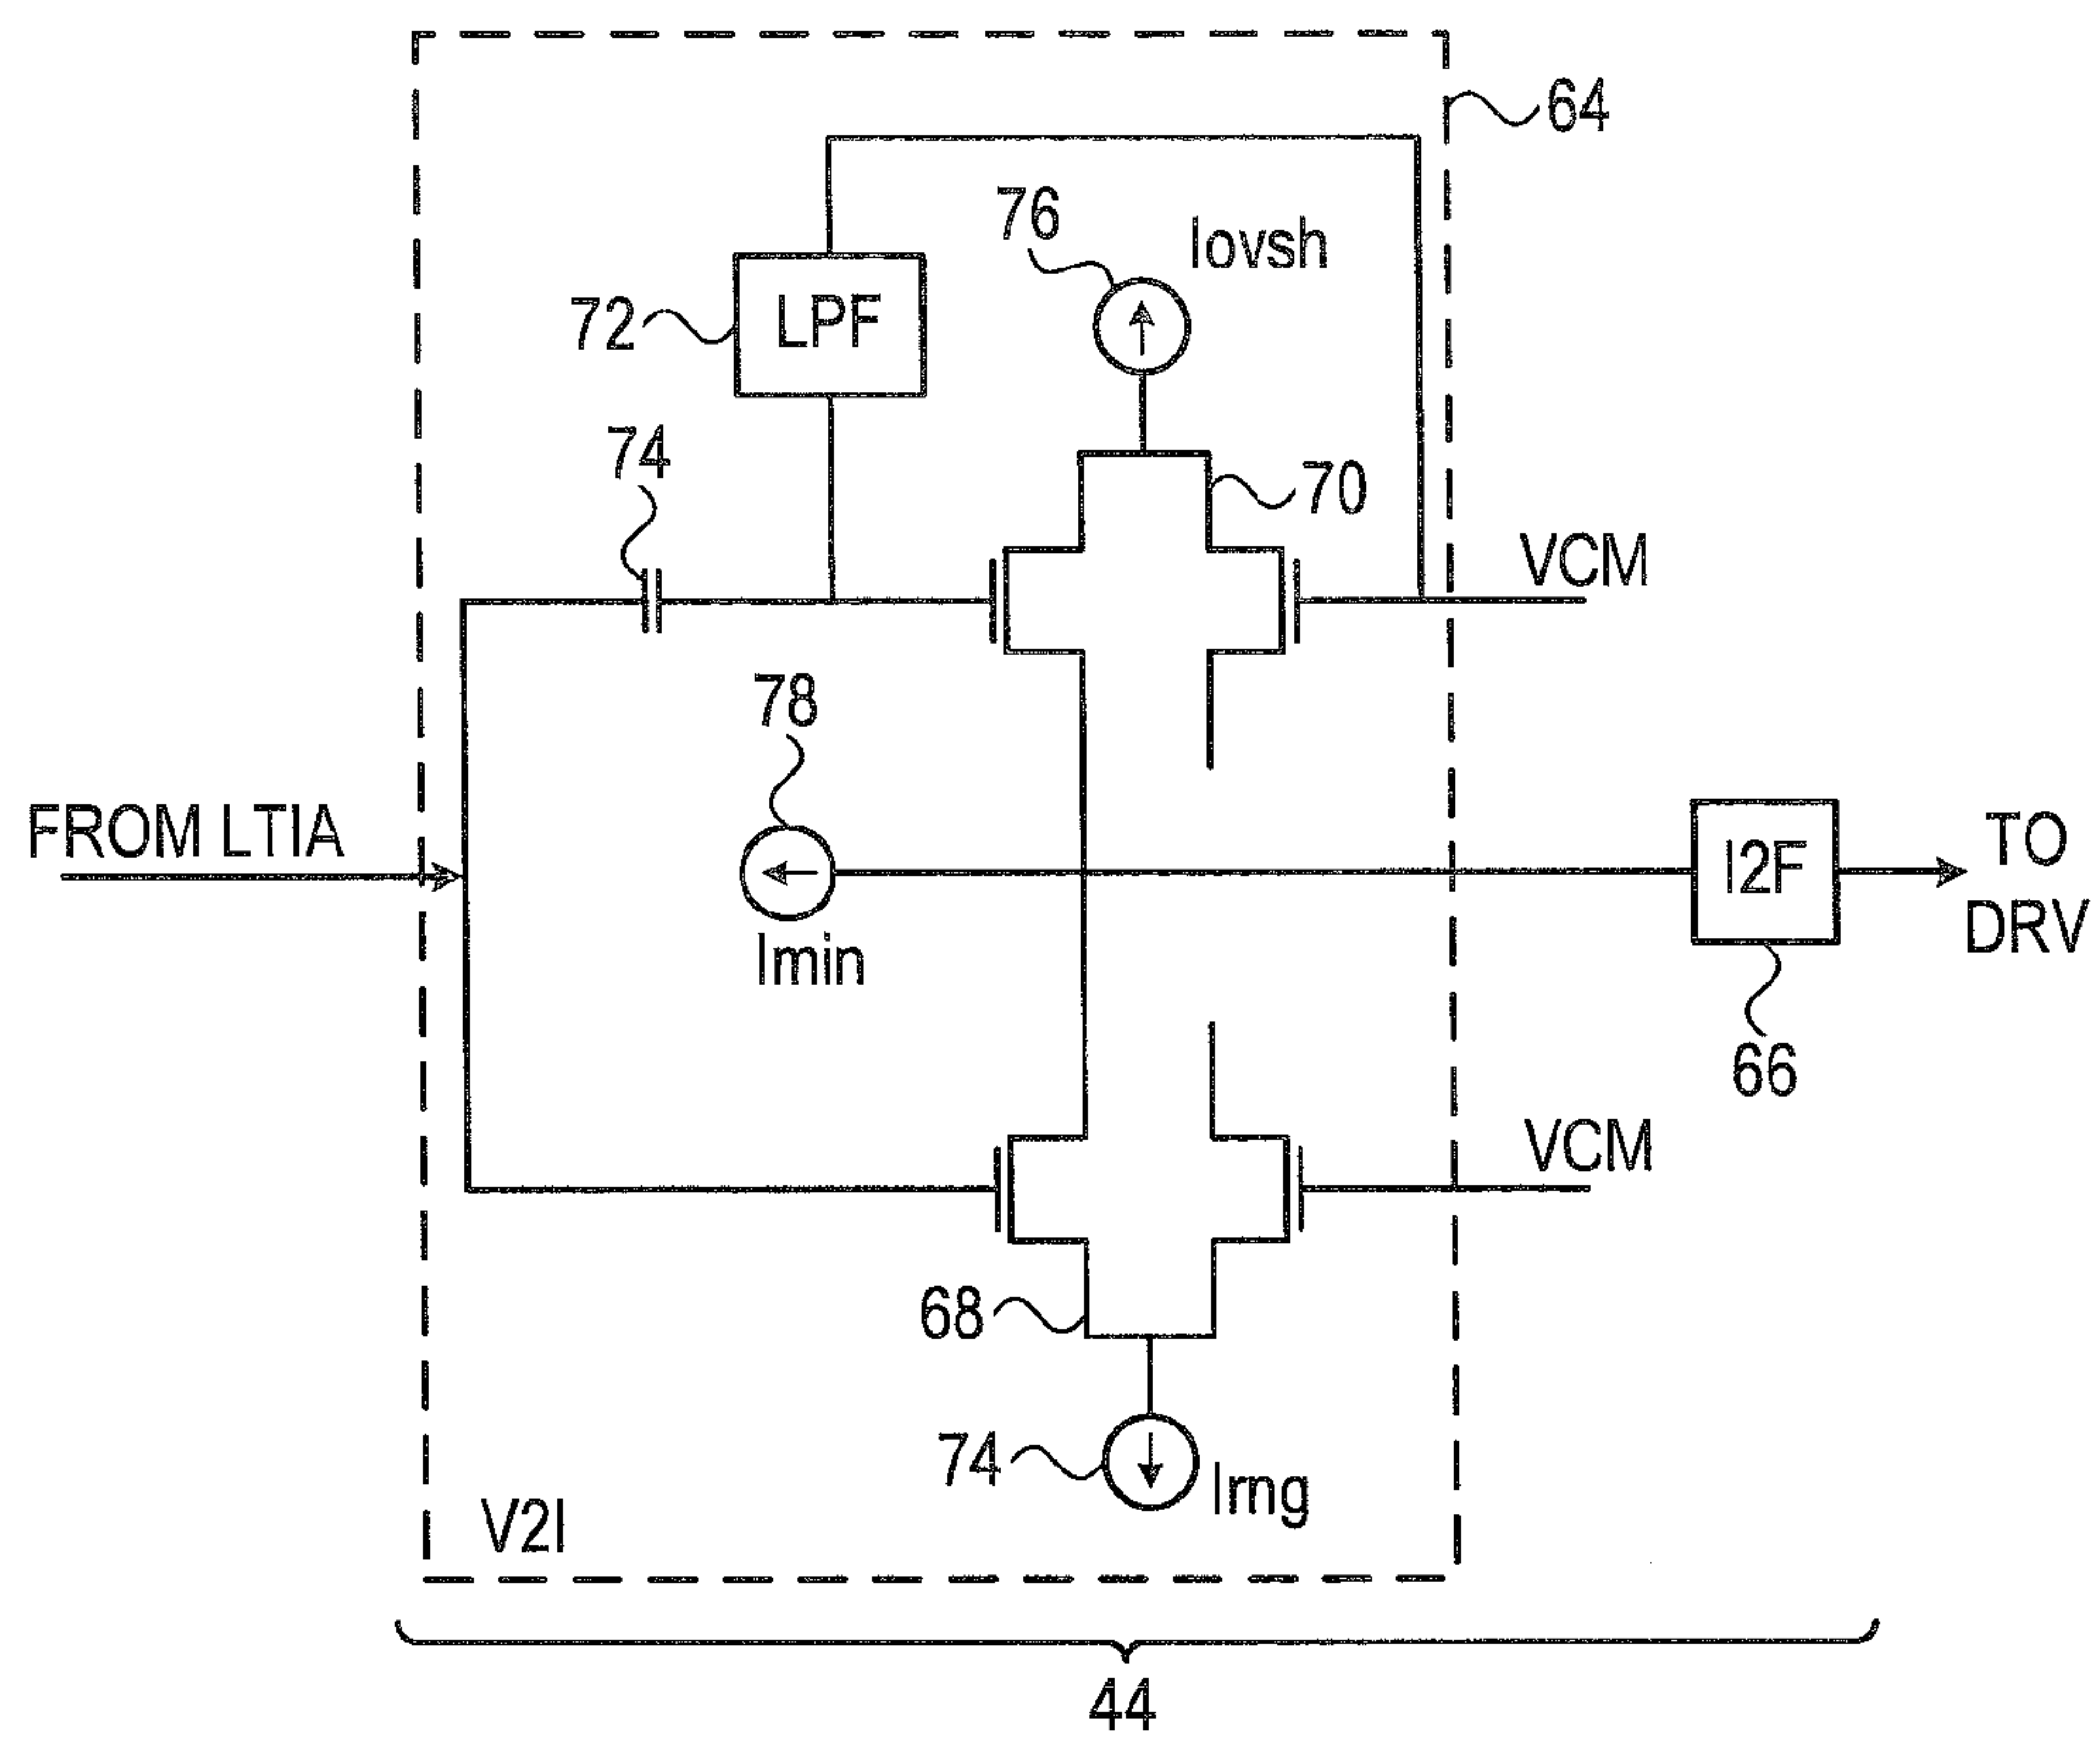 64
76
Iovsh
72
LPF
74
70
VCM
78
FROM LTIA
Imin
I2F
TO
DRV
66
VCM
68
74
Irng
V2I
44